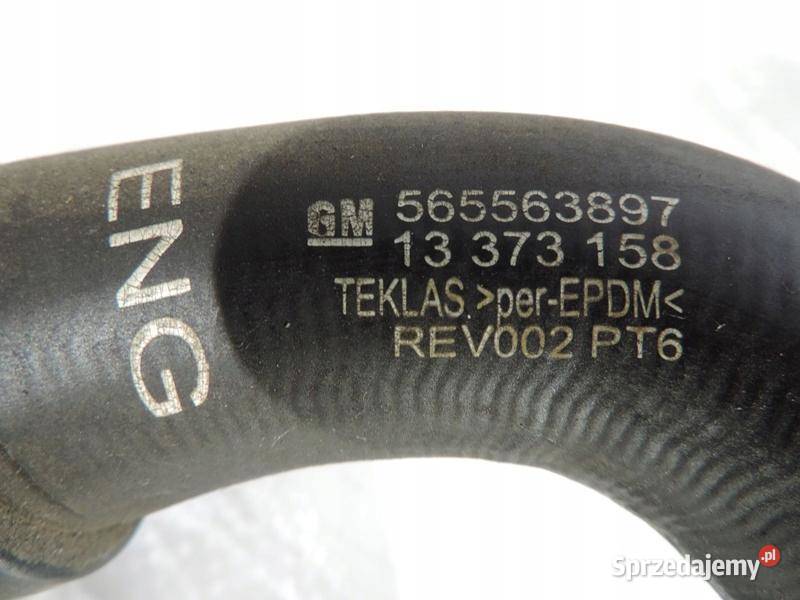 ENG
GM 565563897
13 373 158
TEKLAS >per-EPDM<
REV002 PT6
Sprzedajemy.pl